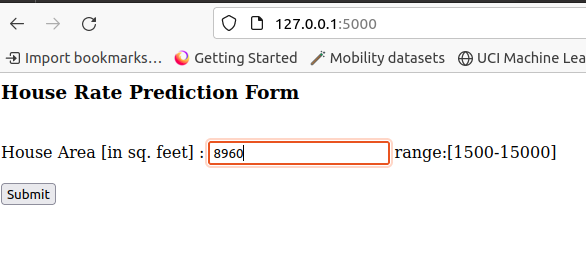 127.0.0.1:5000
Import bookmarks... Getting Started Mobility datasets UCI Machine Lea
House Rate Prediction Form
House Area [in sq. feet] : 8960 range:[1500-15000]
Submit